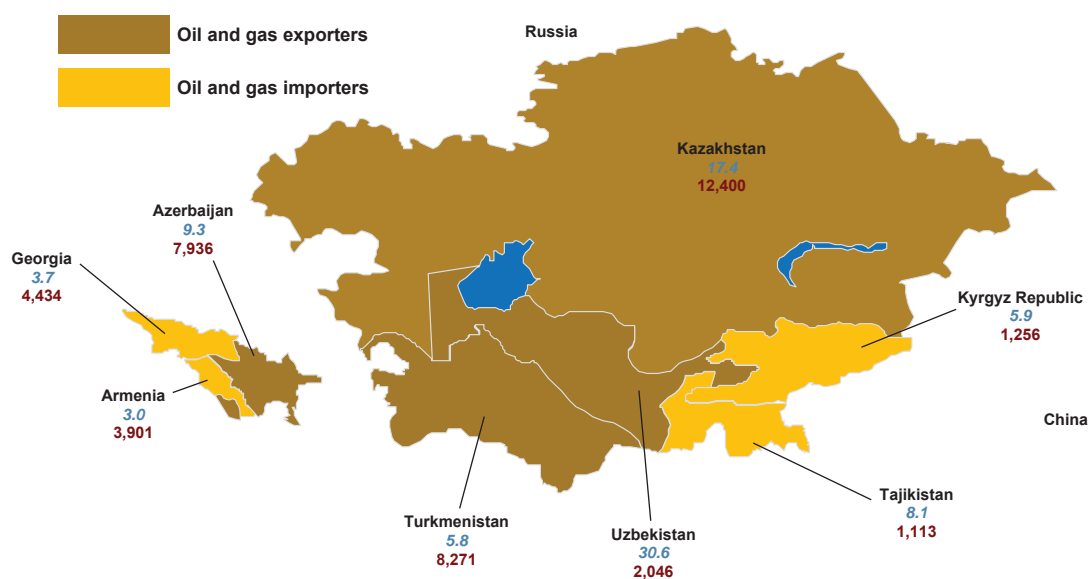 Oil and gas exporters
Oil and gas importers
Russia
Kazakhstan
17.4
12,400
Azerbaijan
9.3
7,936
Georgia
3.7
4,434
Kyrgyz Republic
5.9
1,256
Armenia
3.0
3,901
China
Tajikistan
8.1
1,113
Turkmenistan
5.8
8,271
Uzbekistan
30.6
2,046